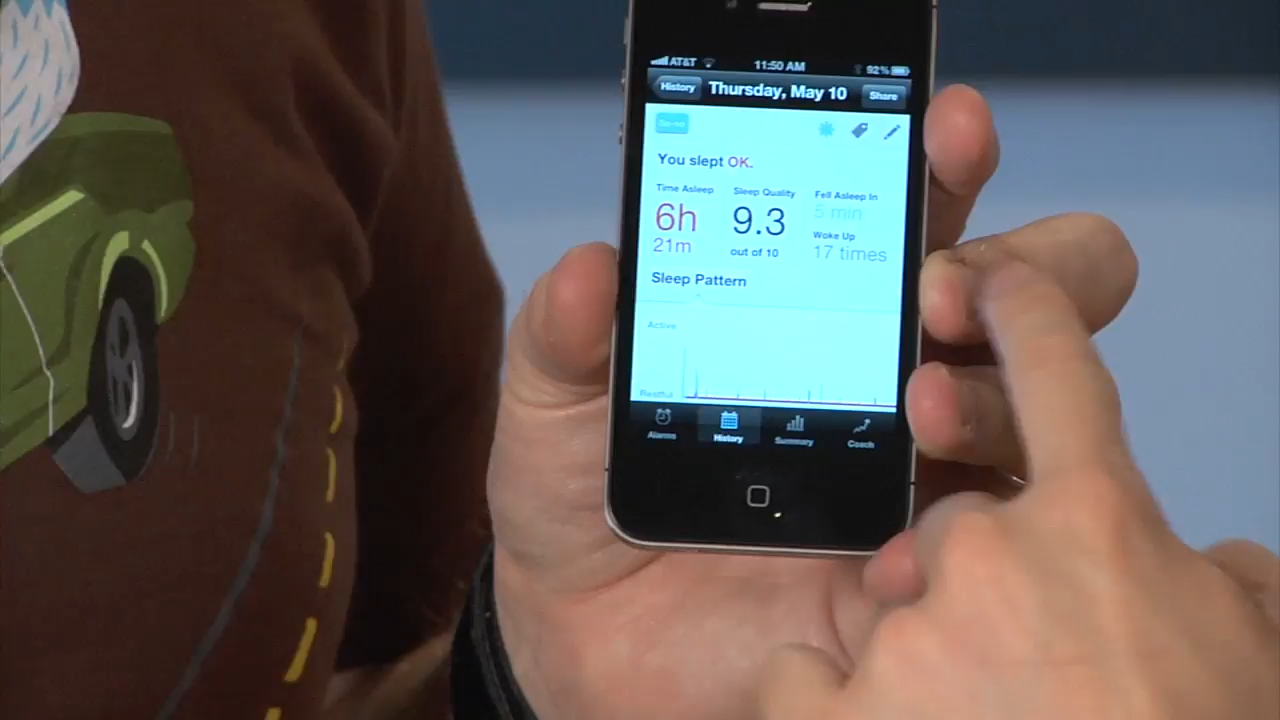 AT&T 11:50 AM 92%
History Thursday, May 10 Share
So-so
You slept OK.
Time Asleep Sleep Quality Fell Asleep In
6h 9.3 5 min
21m out of 10 Woke Up
17 times
Sleep Pattern
Active
Restful
Alarms History Summary Coach